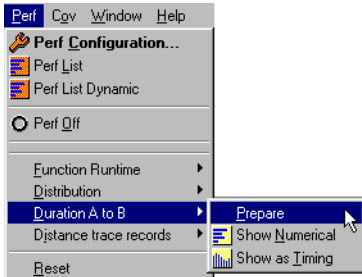 Perf Cov Window Help
Perf Configuration...
Perf List
Perf List Dynamic
Perf Off
Function Runtime
Distribution
Duration A to B
Prepare
Distance trace records
Show Numerical
Show as Timing
Reset